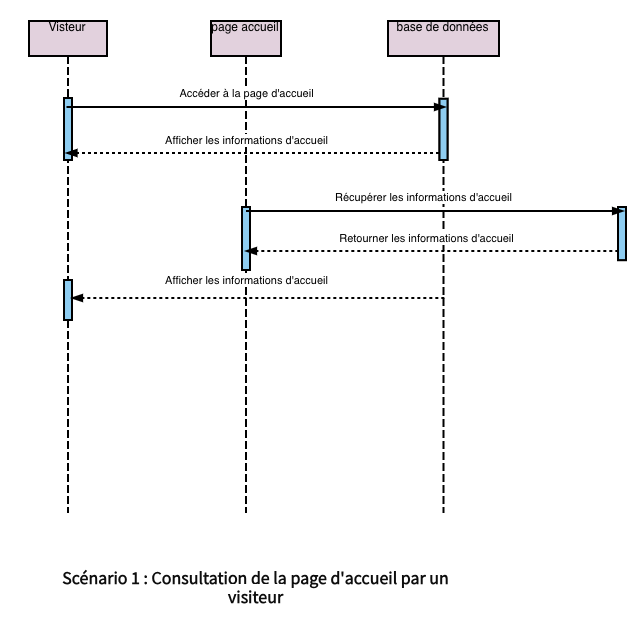 Visteur
page accueil
base de données
Accéder à la page d'accueil
Afficher les informations d'accueil
Récupérer les informations d'accueil
Retourner les informations d'accueil
Afficher les informations d'accueil
Scénario 1 : Consultation de la page d'accueil par un
visiteur